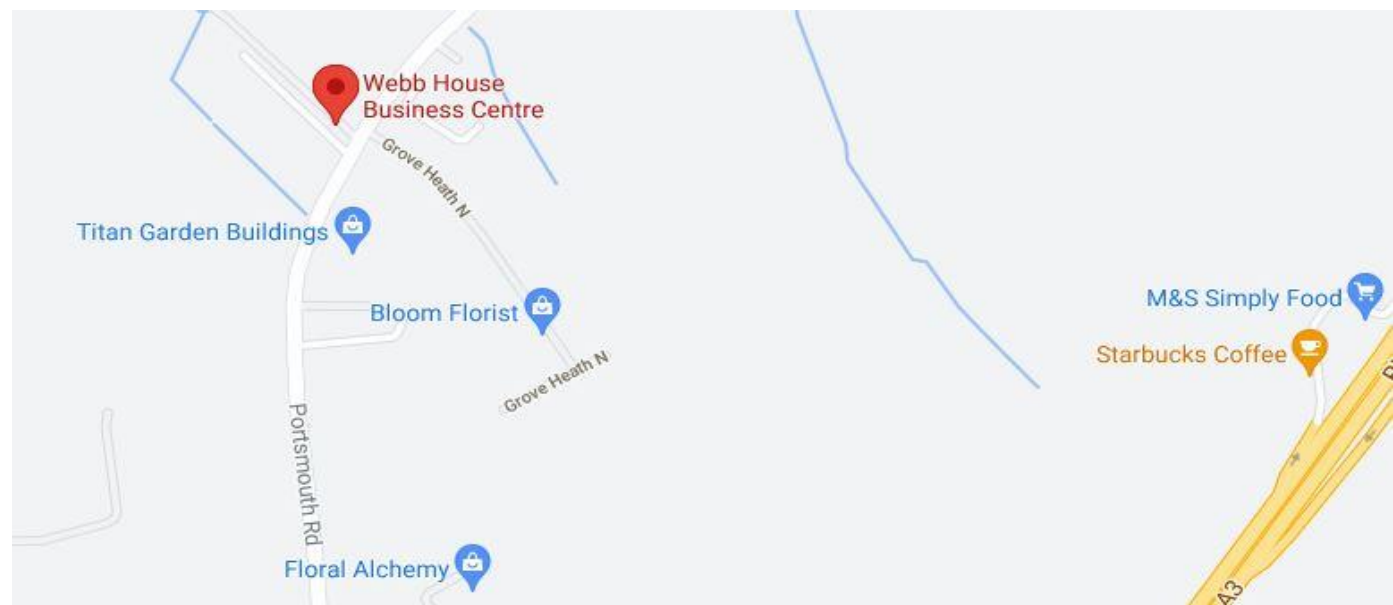 Webb House
Business Centre
Grove Heath N
Titan Garden Buildings
M&S Simply Food
Bloom Florist
Starbucks Coffee
Grove Heath N
Portsmouth Rd
Floral Alchemy
A3